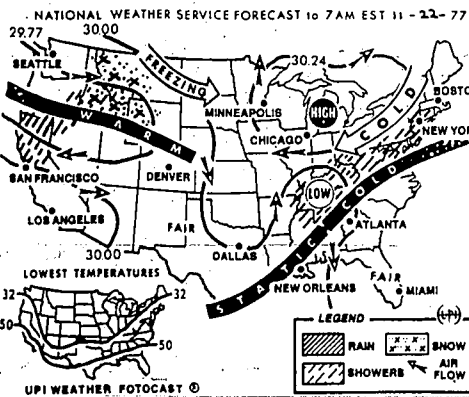 NATIONAL WEATHER SERVICE FORECAST to 7AM EST 11-22-77
29.77
30.00
SEATTLE
FREEZING
30.24
COLD
BOSTON
MINNEAPOLIS
HIGH
NEW YORK
WARM
CHICAGO
SAN FRANCISCO
DENVER
LOW
COLD
LOS ANGELES
FAIR
ATLANTA
30.00
DALLAS
STATIC
NEW ORLEANS
FAIR
MIAMI
LOWEST TEMPERATURES
32
32
50
50
LEGEND
UPI
RAIN
SNOW
SHOWERS
AIR FLOW
UPI WEATHER FOTOCAST ®